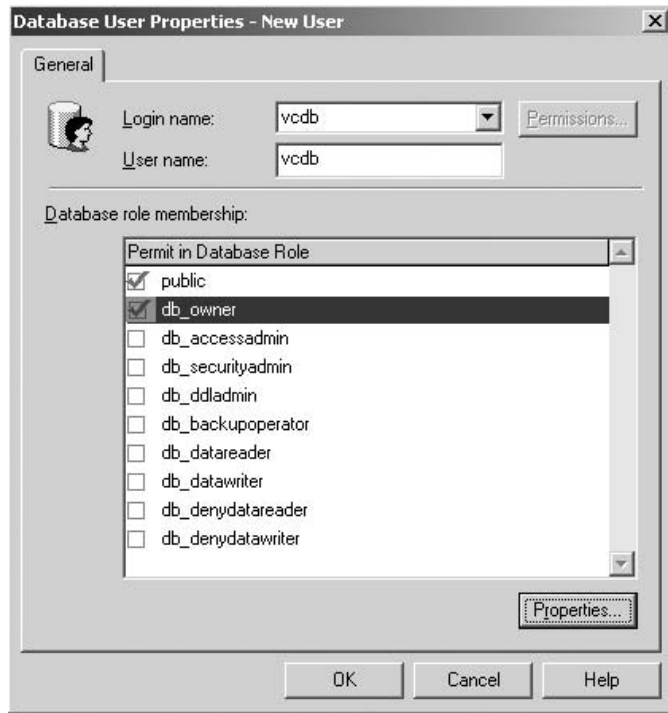 Database User Properties - New User
General
Login name: vcdb Permissions...
User name: vcdb
Database role membership:
Permit in Database Role
public
db_owner
db_accessadmin
db_securityadmin
db_ddladmin
db_backupoperator
db_datareader
db_datawriter
db_denydatareader
db_denydatawriter
Properties...
OK Cancel Help